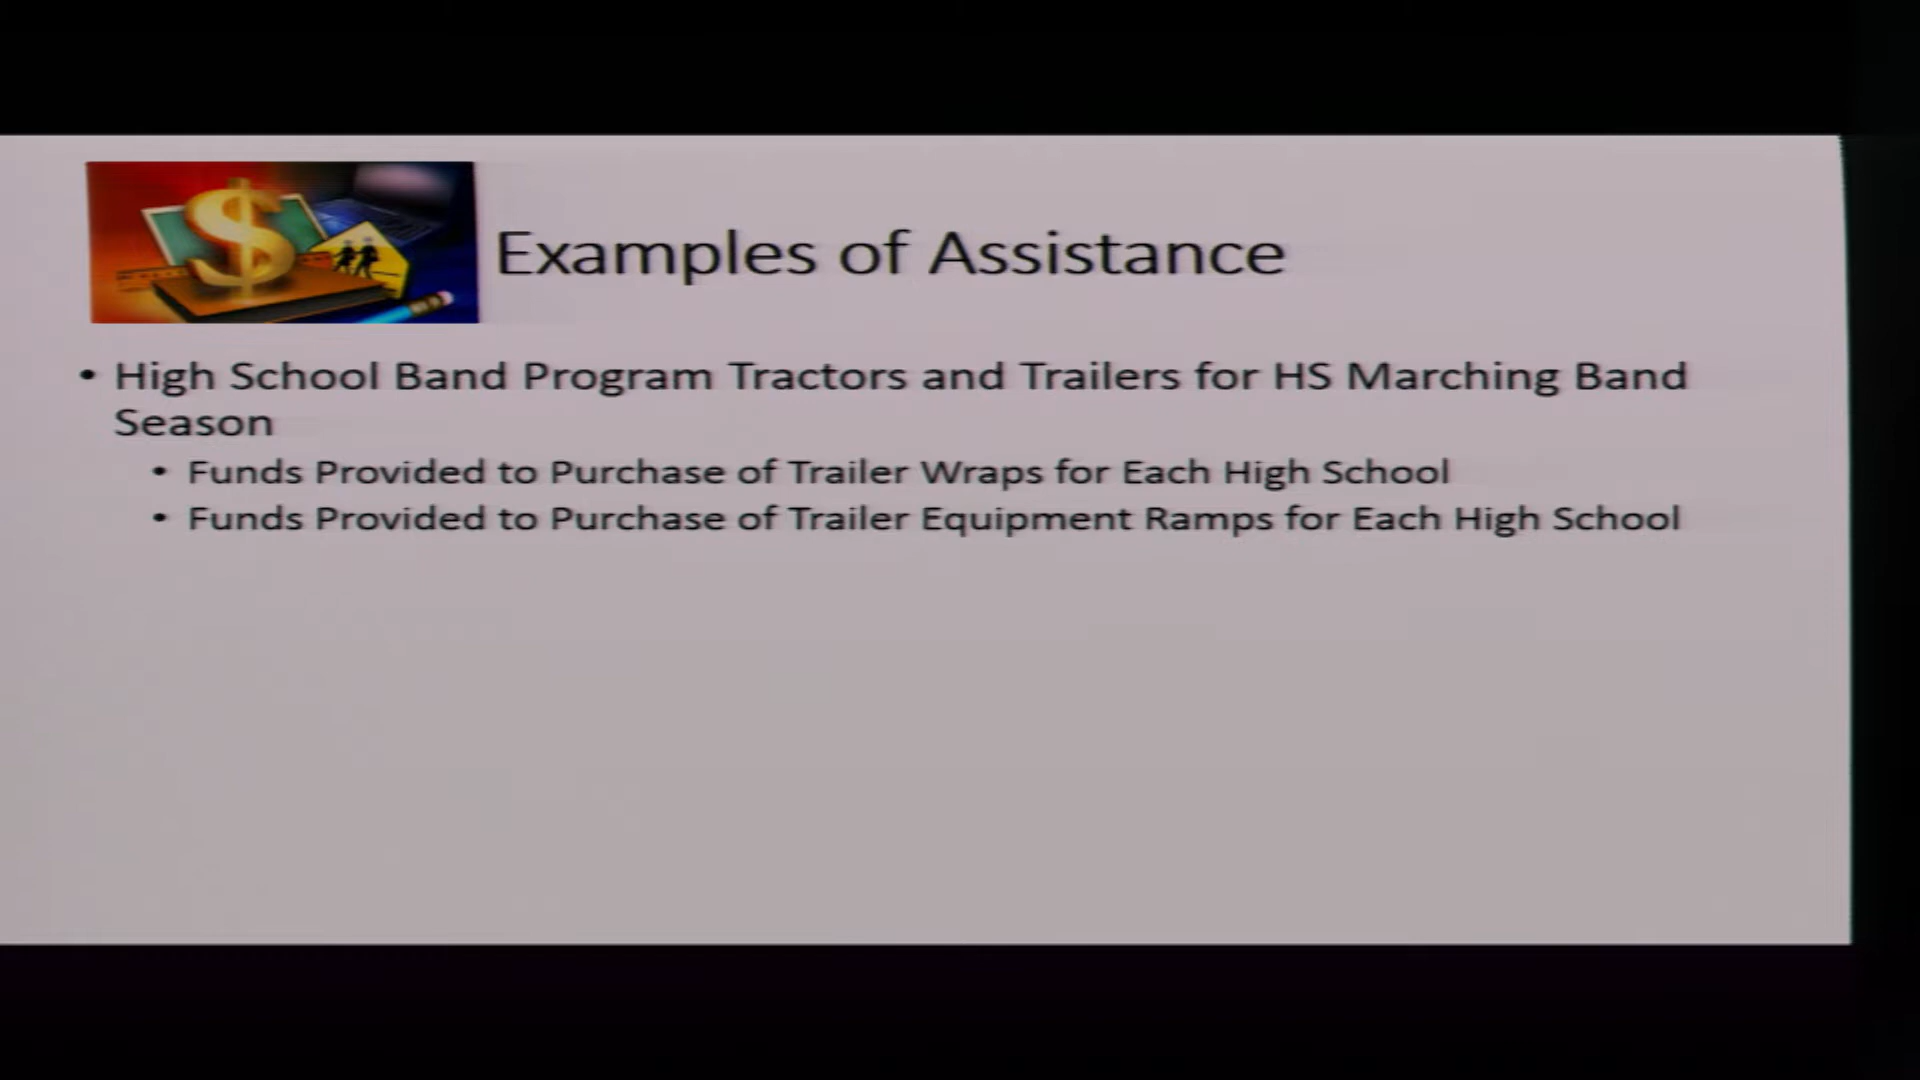 Examples of Assistance
• High School Band Program Tractors and Trailers for HS Marching Band
Season
• Funds Provided to Purchase of Trailer Wraps for Each High School
• Funds Provided to Purchase of Trailer Equipment Ramps for Each High School